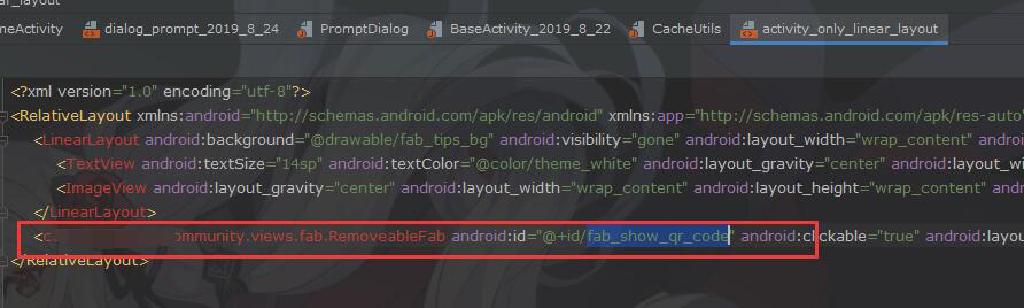 ar_layout
meActivity dialog_prompt_2019_8_24 PromptDialog BaseActivity_2019_8_22 CacheUtils activity_only_linear_layout
<?xml version="1.0" encoding="utf-8"?>
<RelativeLayout xmlns:android="http://schemas.android.com/apk/res/android" xmlns:app="http://schemas.android.com/apk/res-auto
<LinearLayout android:background="@drawable/fab_tips_bg" android:visibility="gone" android:layout_width="wrap_content" android
<TextView android:textSize="14sp" android:textColor="@color/theme_white" android:layout_gravity="center" android:layout_wi
<ImageView android:layout_gravity="center" android:layout_width="wrap_content" android:layout_height="wrap_content" android
</LinearLayout>
<c. ommunity.views.fab.RemoveableFab android:id="@+id/fab_show_qr_code" android:clickable="true" android:layou
</RelativeLayout>